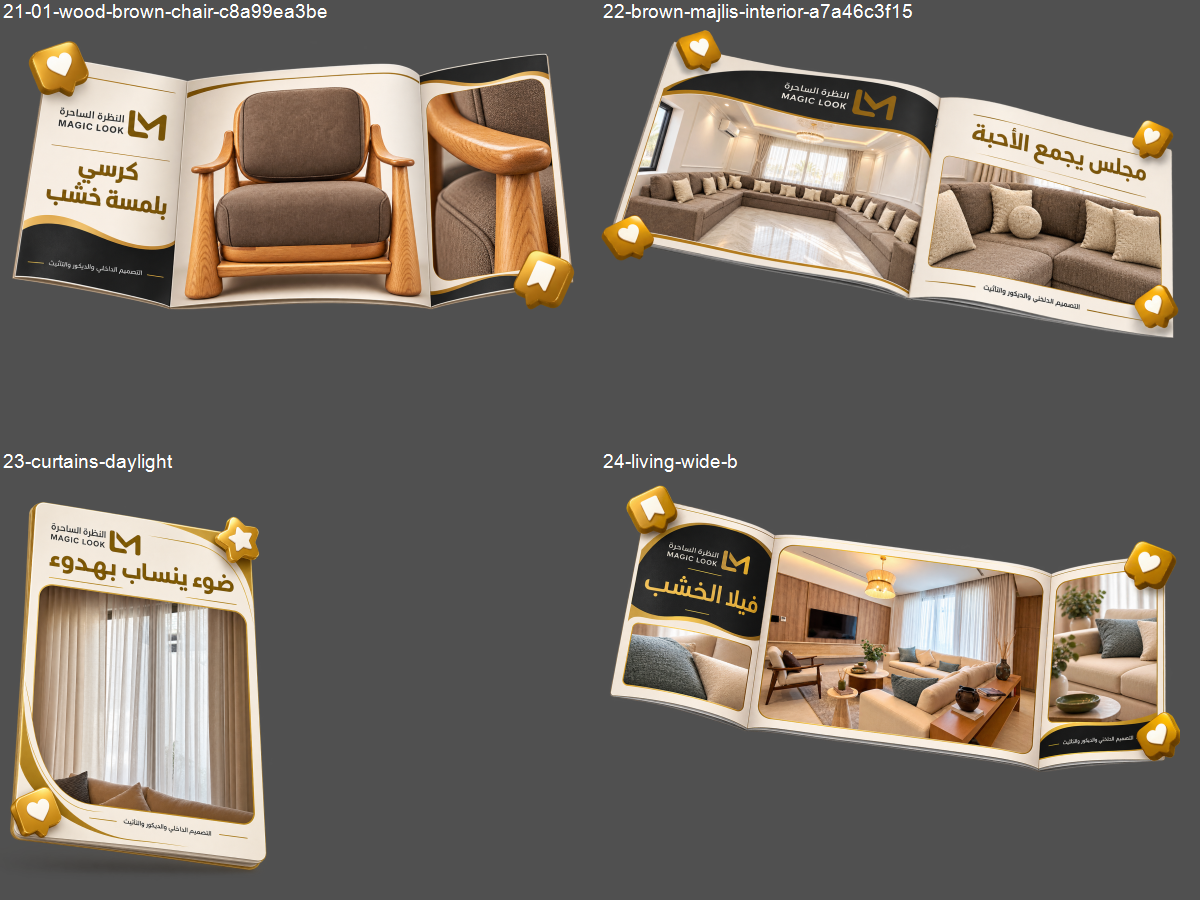 21-01-wood-brown-chair-c8a99ea3be
النظرة الساحرة
MAGIC LOOK
كرسي
بلمسة خشب
التصميم الداخلي والديكور والتأثيث
22-brown-majlis-interior-a7a46c3f15
النظرة الساحرة
MAGIC LOOK
مجلس يجمع الأحبة
التصميم الداخلي والديكور والتأثيث
23-curtains-daylight
النظرة الساحرة
MAGIC LOOK
ضوء ينساب بهدوء
التصميم الداخلي والديكور والتأثيث
24-living-wide-b
النظرة الساحرة
MAGIC LOOK
فيلا الخشب
التصميم الداخلي والديكور والتأثيث